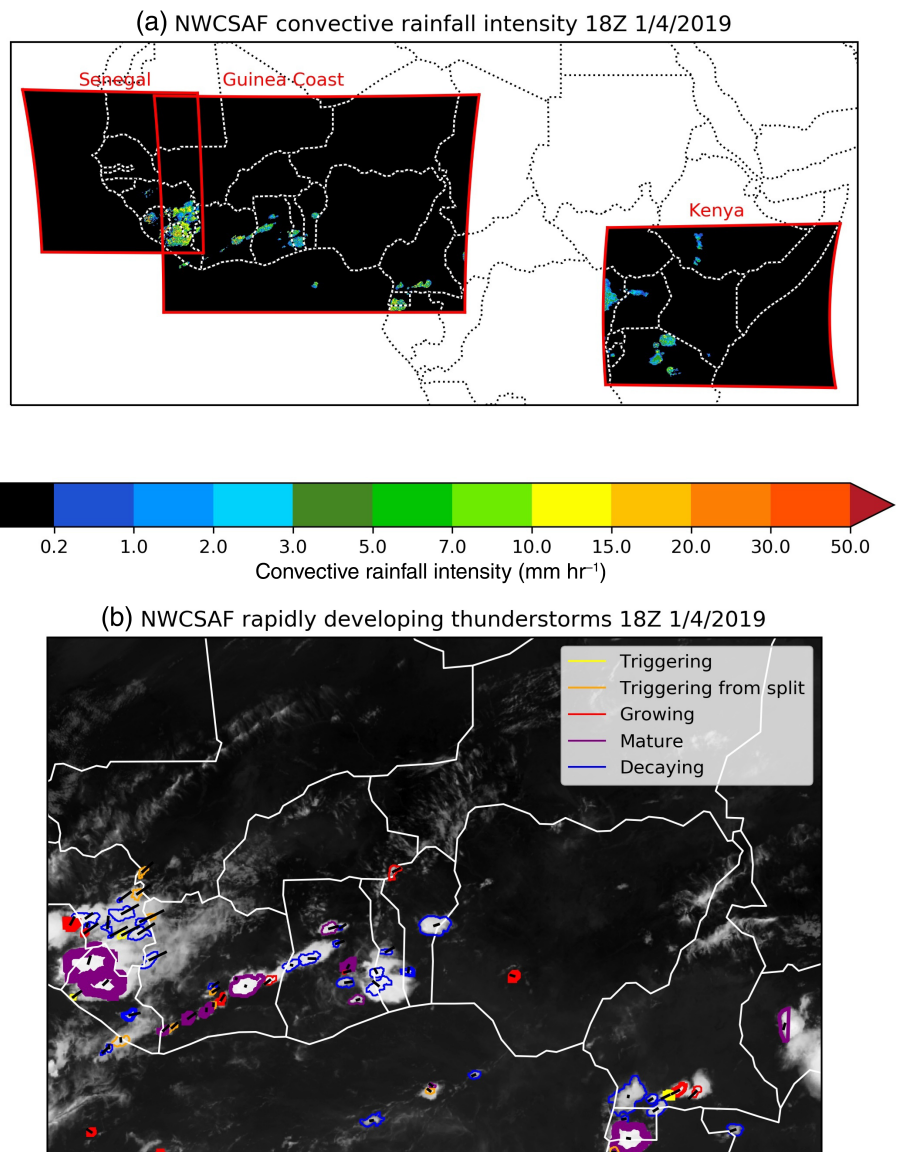 (a) NWCSAF convective rainfall intensity 18Z 1/4/2019
Senegal
Guinea Coast
Kenya
0.2 1.0 2.0 3.0 5.0 7.0 10.0 15.0 20.0 30.0 50.0
Convective rainfall intensity (mm hr⁻¹)
(b) NWCSAF rapidly developing thunderstorms 18Z 1/4/2019
Triggering
Triggering from split
Growing
Mature
Decaying